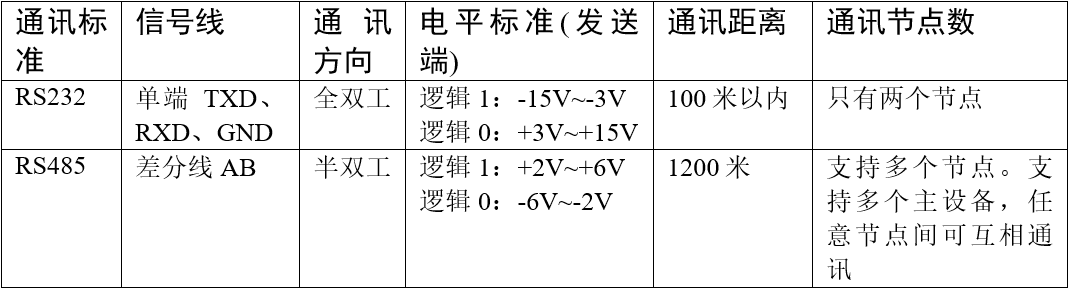 通讯标准
信号线
通讯方向
电平标准(发送端)
通讯距离
通讯节点数
RS232
单端 TXD、
RXD、GND
全双工
逻辑 1：-15V~-3V
逻辑 0：+3V~+15V
100 米以内
只有两个节点
RS485
差分线 AB
半双工
逻辑 1：+2V~+6V
逻辑 0：-6V~-2V
1200 米
支持多个节点。支
持多个主设备，任
意节点间可互相通
讯